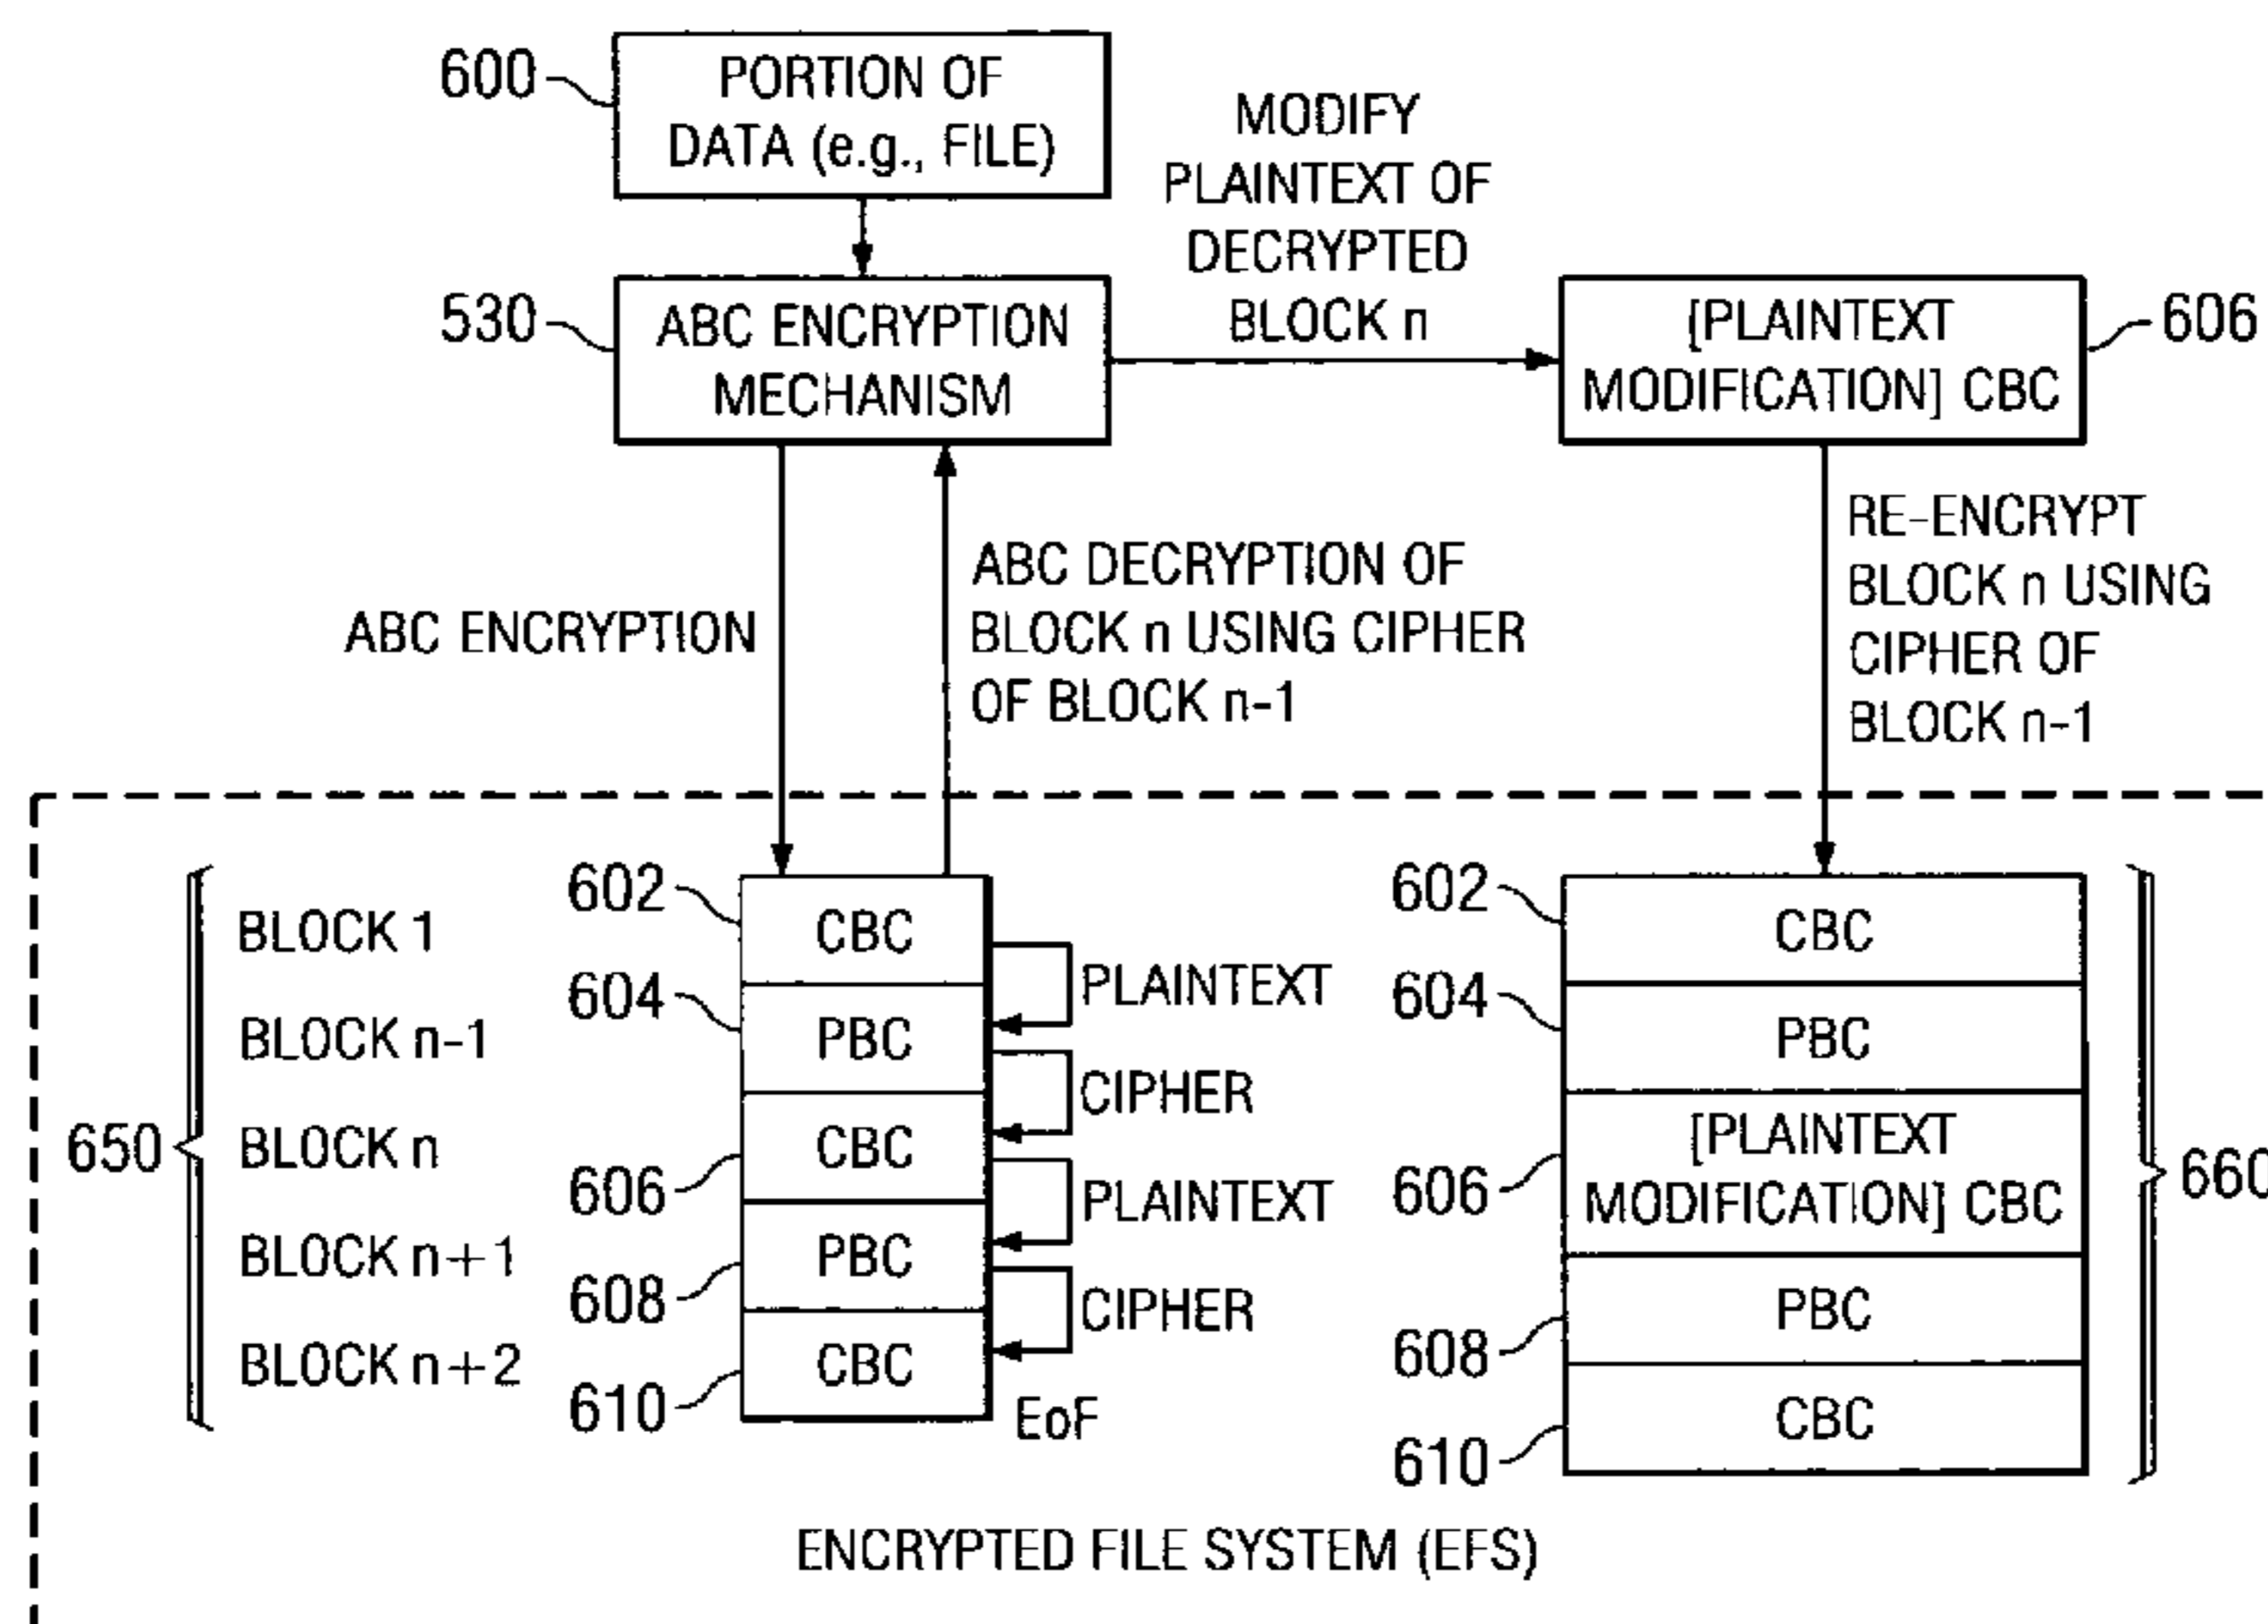 600
PORTION OF
DATA (e.g., FILE)
MODIFY
PLAINTEXT OF
DECRYPTED
BLOCK n
530
ABC ENCRYPTION
MECHANISM
[PLAINTEXT
MODIFICATION] CBC
606
ABC ENCRYPTION
ABC DECRYPTION OF
BLOCK n USING CIPHER
OF BLOCK n-1
RE-ENCRYPT
BLOCK n USING
CIPHER OF
BLOCK n-1
650
BLOCK 1
BLOCK n-1
BLOCK n
BLOCK n+1
BLOCK n+2
602
CBC
604
PBC
606
CBC
608
PBC
610
CBC
PLAINTEXT
CIPHER
PLAINTEXT
CIPHER
EoF
602
CBC
604
PBC
606
[PLAINTEXT
MODIFICATION] CBC
608
PBC
610
CBC
660
ENCRYPTED FILE SYSTEM (EFS)